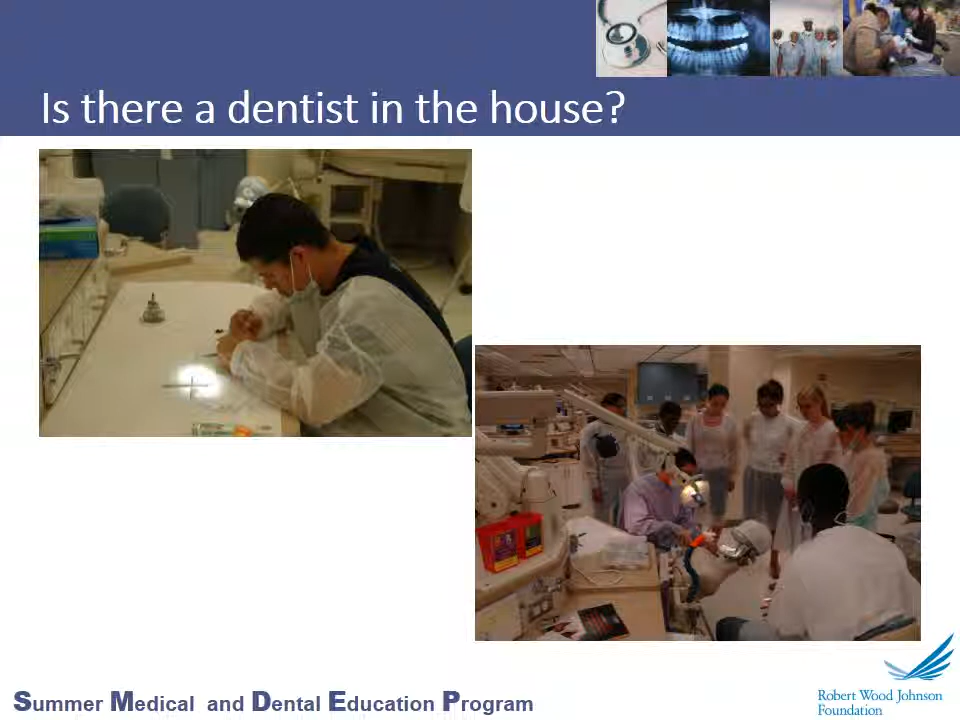 Is there a dentist in the house?
Summer Medical and Dental Education Program
Robert Wood Johnson
Foundation